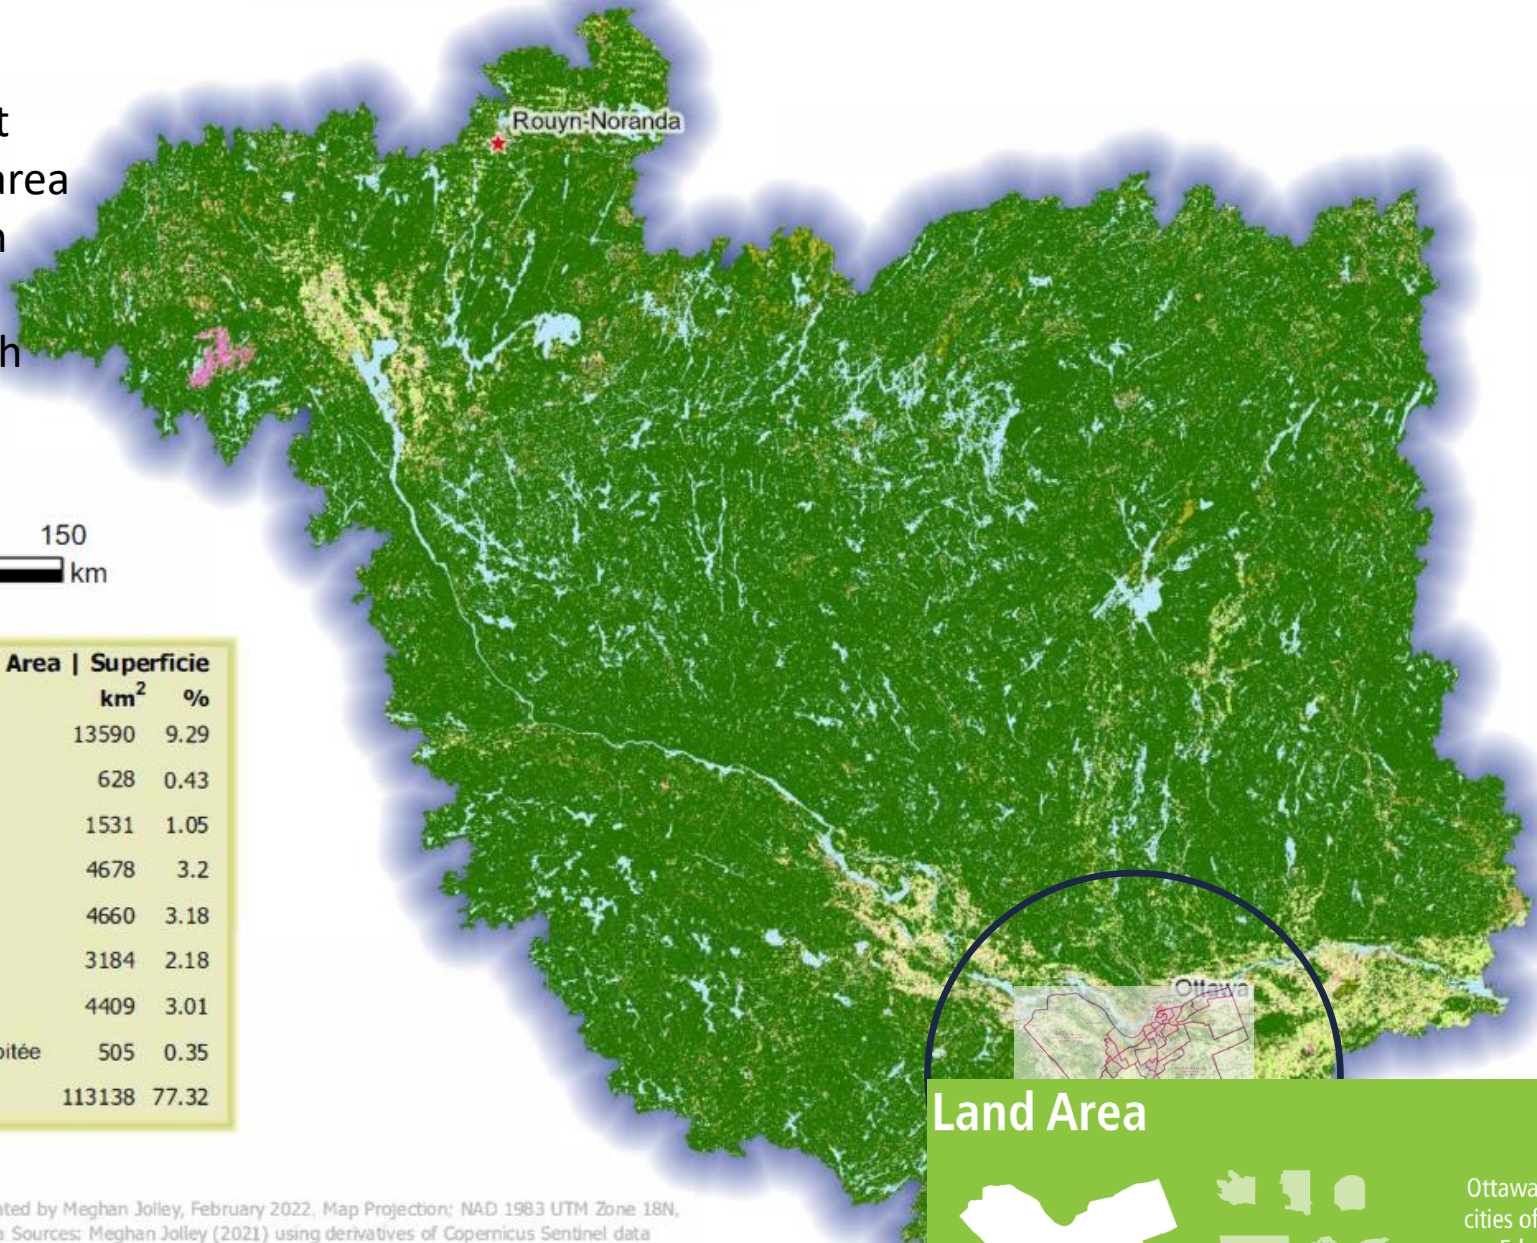 t
area
n
h
Rouyn-Noranda
150
km
Area | Superficie
km² %
13590 9.29
628 0.43
1531 1.05
4678 3.2
4660 3.18
3184 2.18
4409 3.01
505 0.35
113138 77.32
Ottawa
Land Area
Ottawa
cities of
by Meghan Jolley, February 2022. Map Projection: NAD 1983 UTM Zone 18N,
Sources: Meghan Jolley (2021) using derivatives of Copernicus Sentinel data